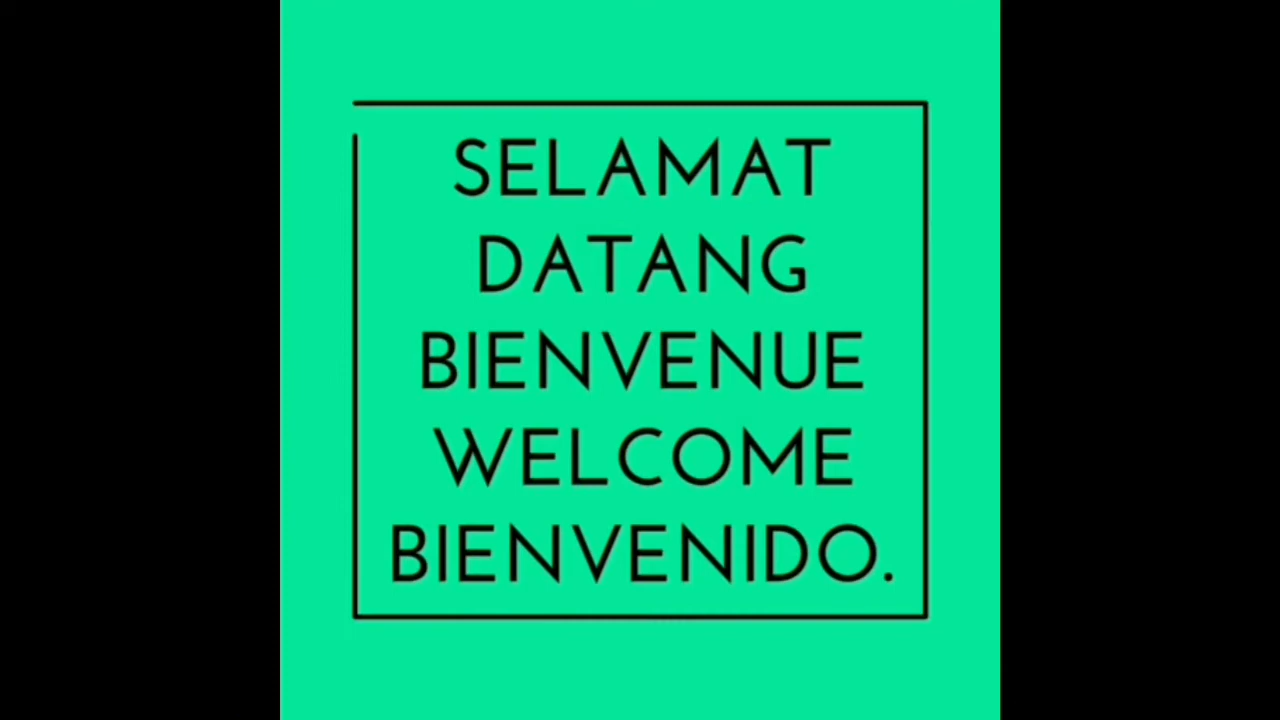 SELAMAT
DATANG
BIENVENUE
WELCOME
BIENVENIDO.